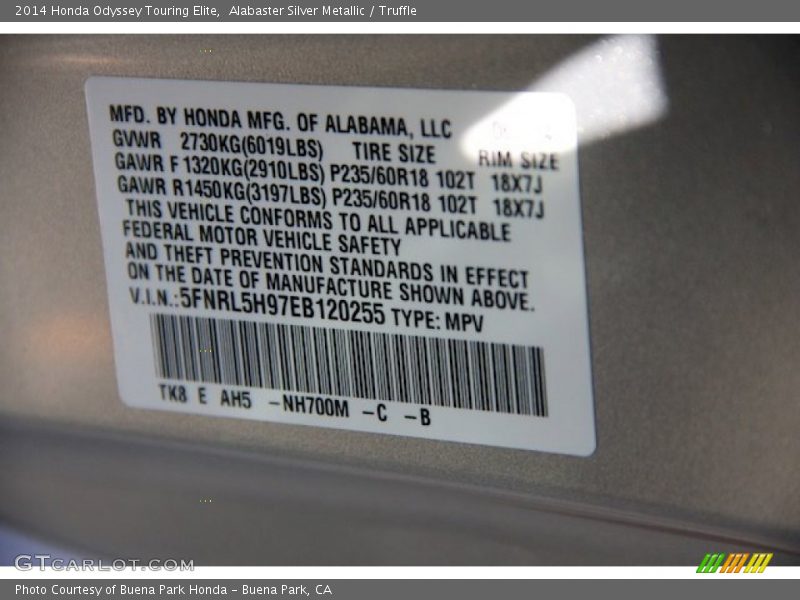 2014 Honda Odyssey Touring Elite, Alabaster Silver Metallic / Truffle
MFD. BY HONDA MFG. OF ALABAMA, LLC
GVWR 2730KG(6019LBS) TIRE SIZE RIM SIZE
GAWR F 1320KG(2910LBS) P235/60R18 102T 18X7J
GAWR R1450KG(3197LBS) P235/60R18 102T 18X7J
THIS VEHICLE CONFORMS TO ALL APPLICABLE
FEDERAL MOTOR VEHICLE SAFETY
AND THEFT PREVENTION STANDARDS IN EFFECT
ON THE DATE OF MANUFACTURE SHOWN ABOVE.
V.I.N.:5FNRL5H97EB120255 TYPE: MPV
TK8 E AH5 -NH700M -C -B
GTCARLOT.COM
Photo Courtesy of Buena Park Honda - Buena Park, CA